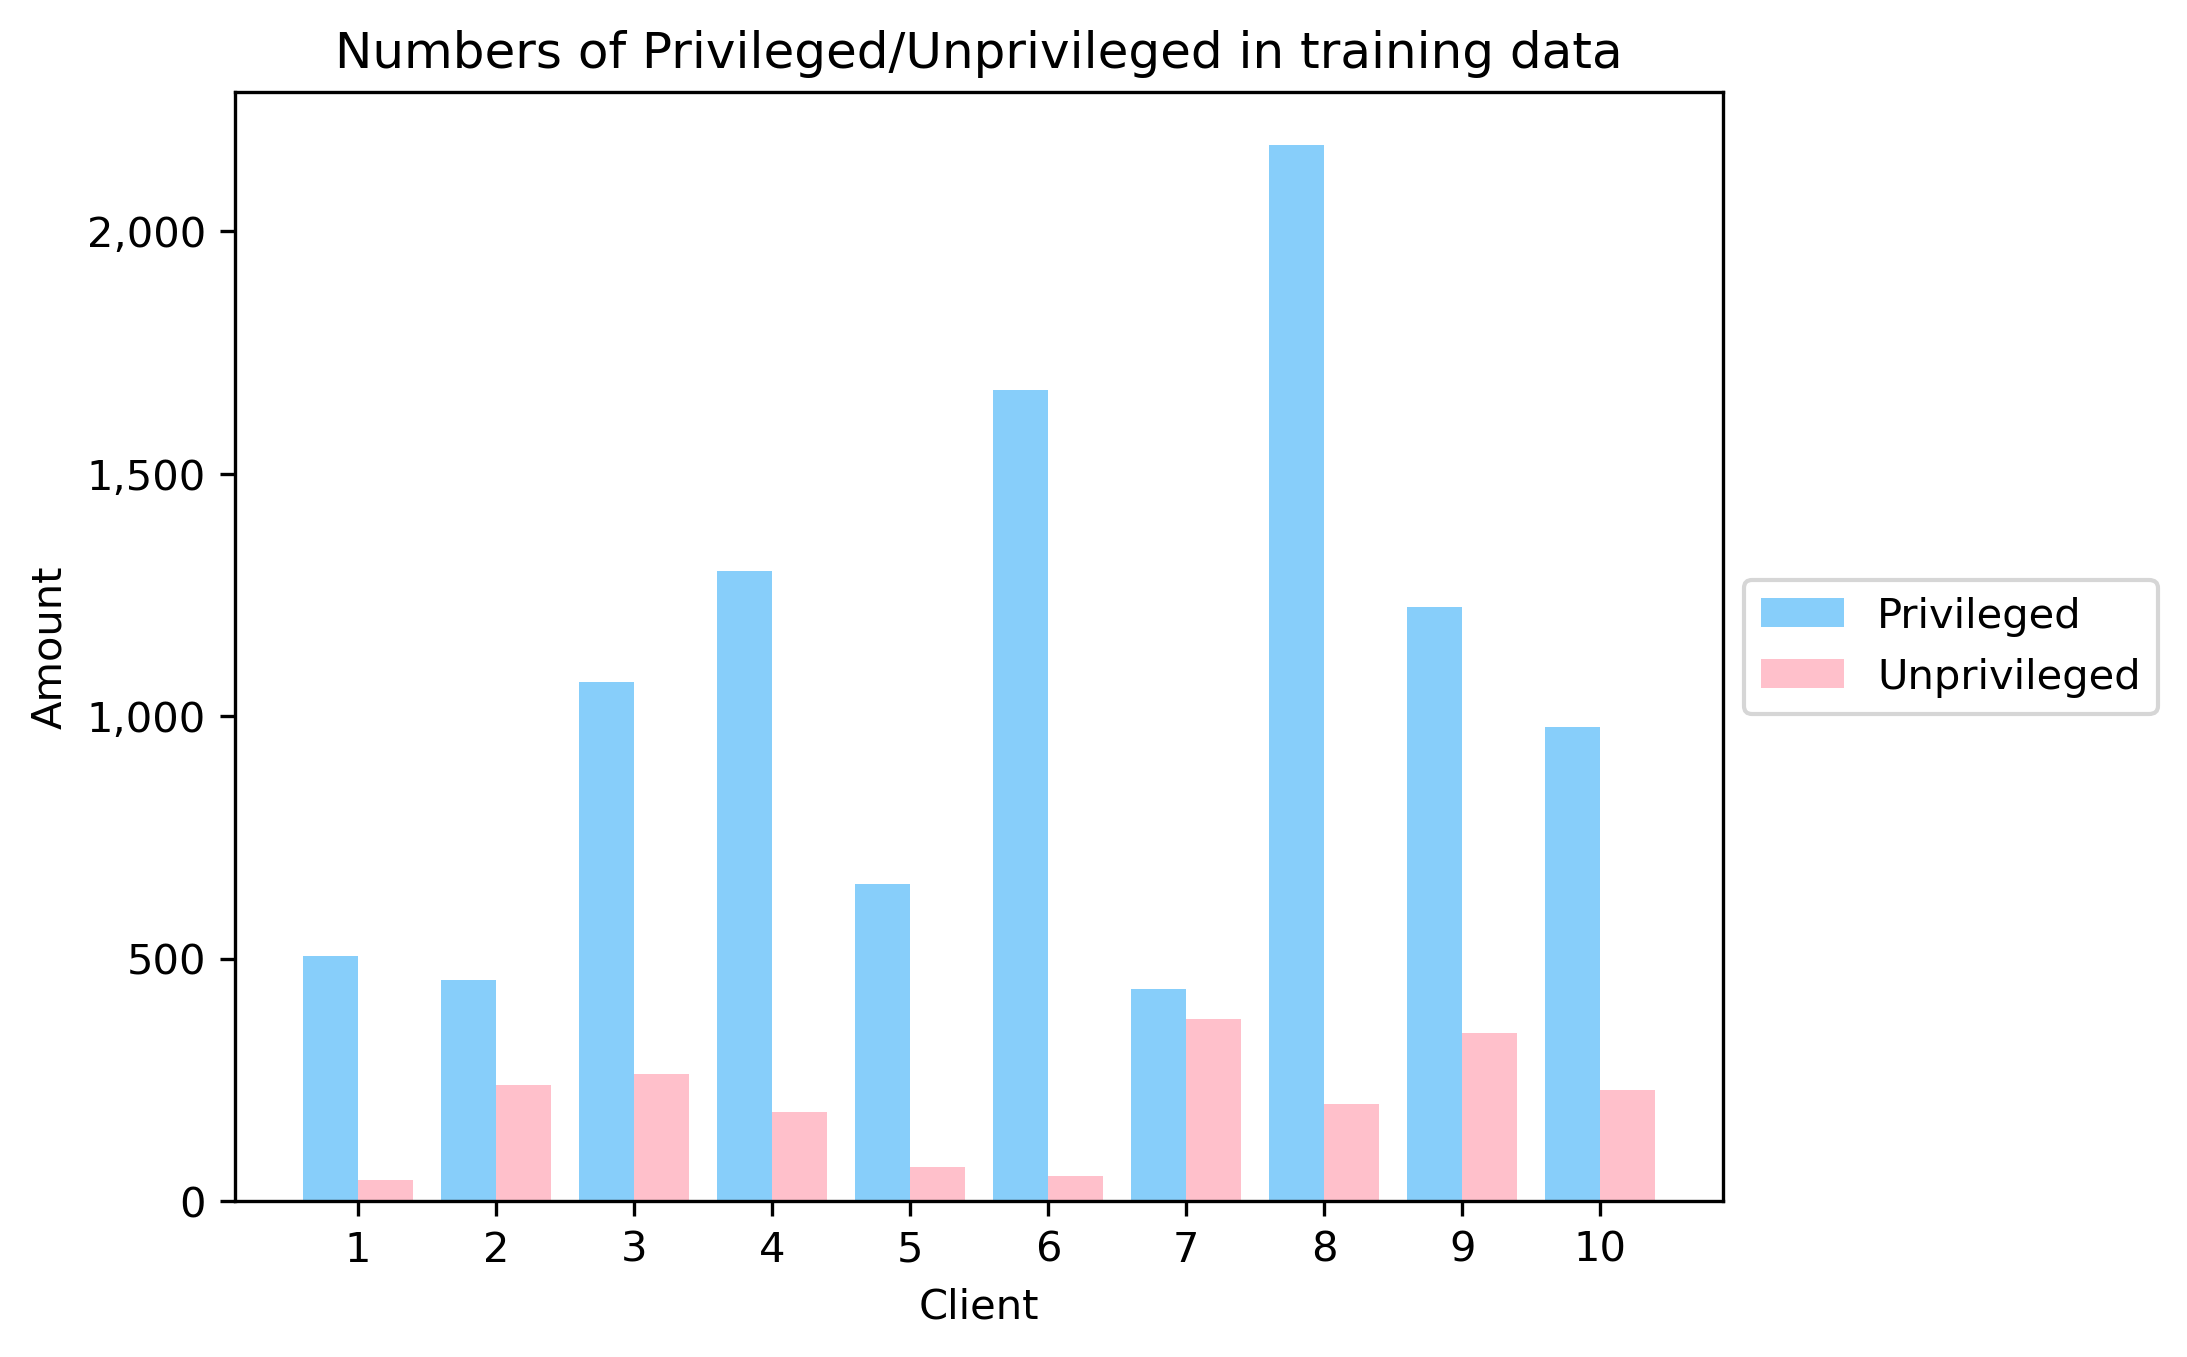 Numbers of Privileged/Unprivileged in training data
2,000
1,500
1,000
500
0
Amount
1 2 3 4 5 6 7 8 9 10
Client
Privileged
Unprivileged